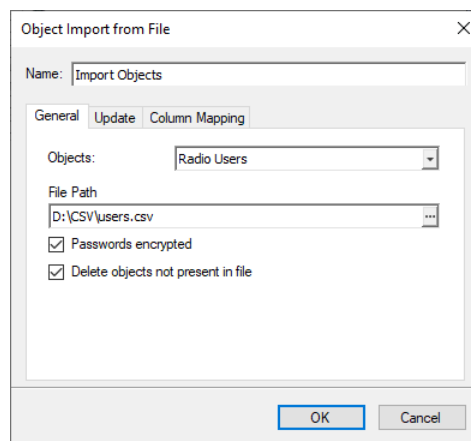 Object Import from File
Name: Import Objects
General Update Column Mapping
Objects: Radio Users
File Path
D:\CSV\users.csv ...
Passwords encrypted
Delete objects not present in file
OK Cancel